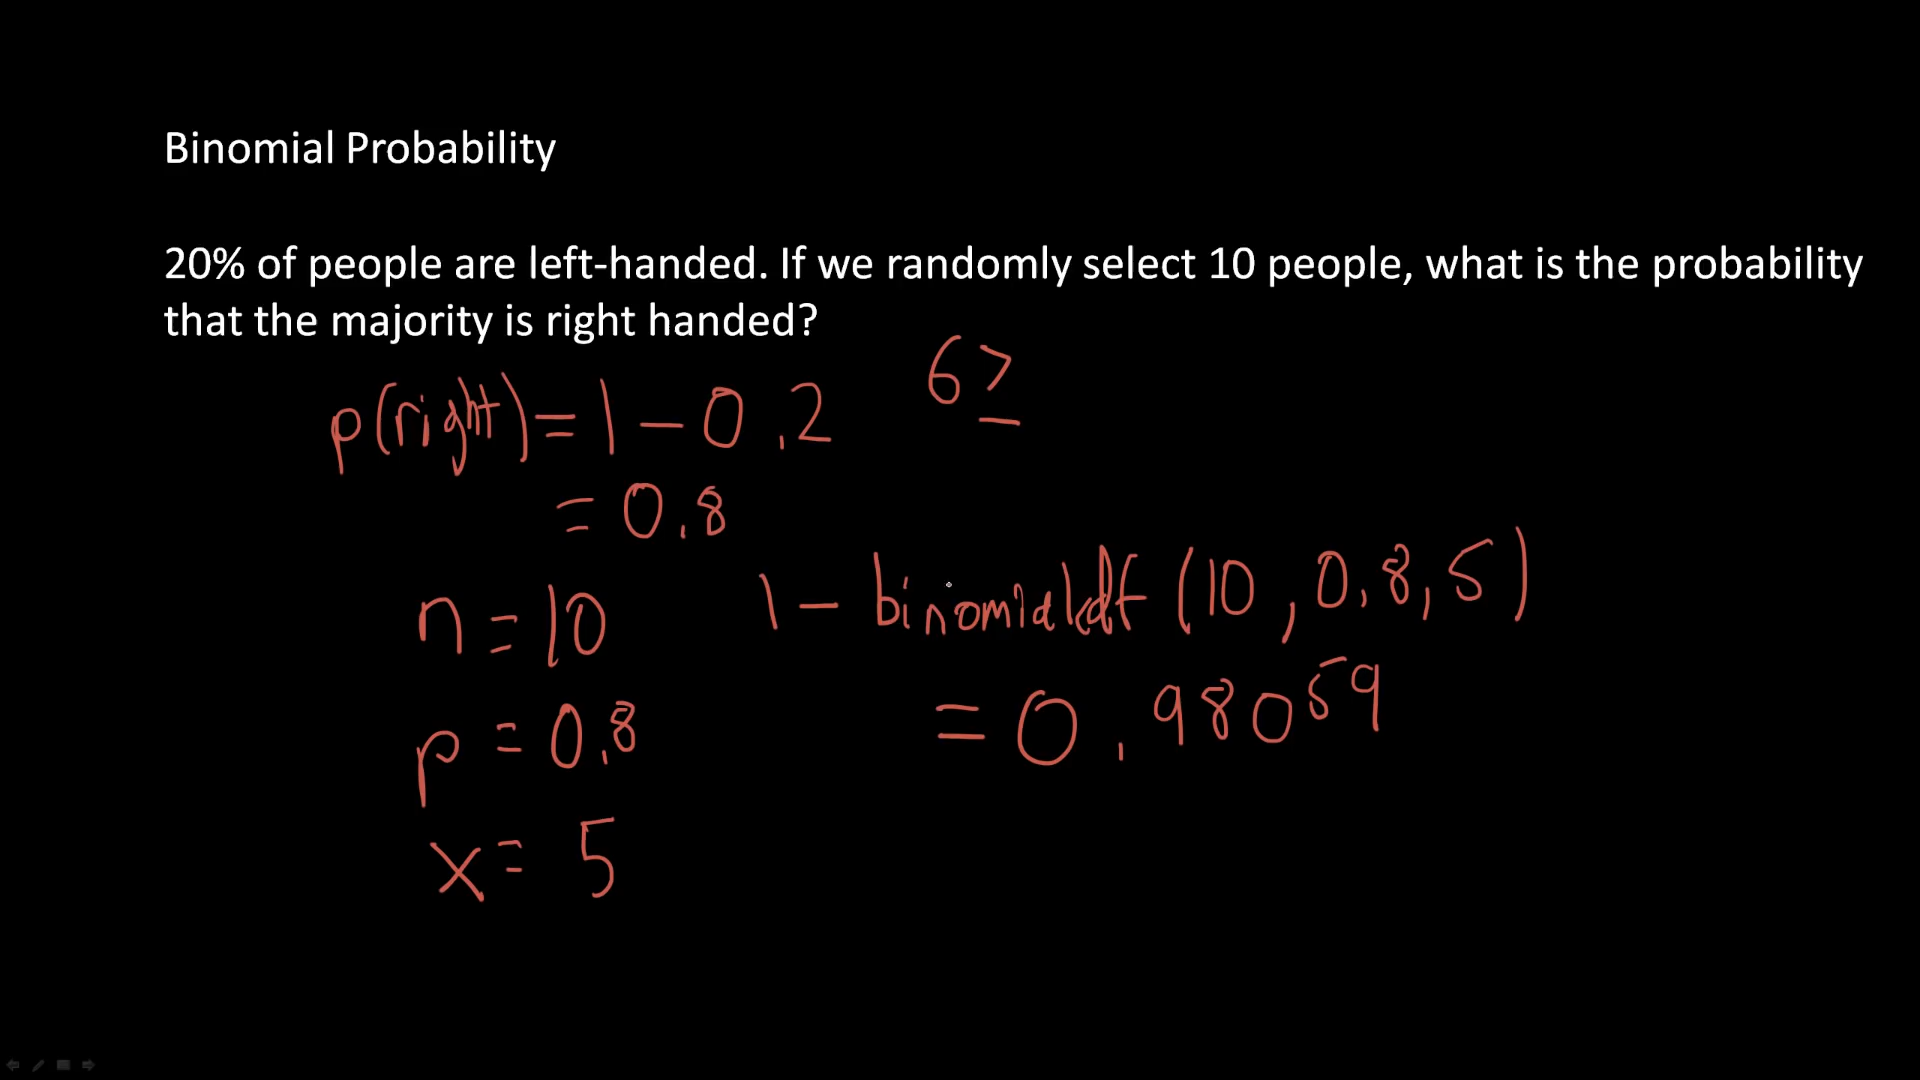 Binomial Probability
20% of people are left-handed. If we randomly select 10 people, what is the probability
that the majority is right handed?
6 ≥
p(right) = 1 - 0.2
= 0.8
n = 10
1 - binomialcdf (10, 0.8, 5)
= 0.98059
p = 0.8
x = 5